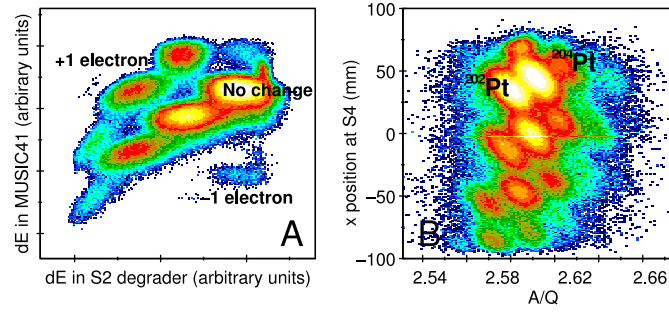 dE in MUSIC41 (arbitrary units)
+1 electron
No change
−1 electron
A
dE in S2 degrader (arbitrary units)
x position at S4 (mm)
100
50
0
−50
−100
²⁰⁴Pt
²⁰²Pt
B
2.54 2.58 2.62 2.66
A/Q